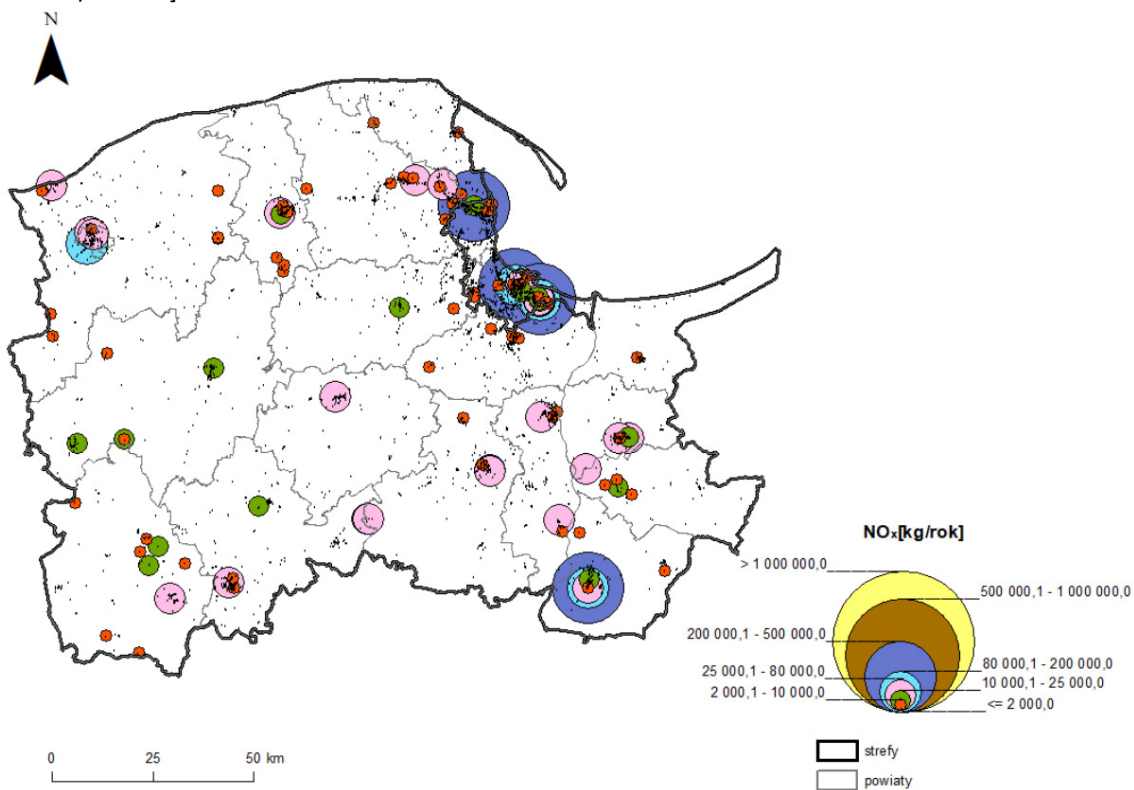 N
NOx[kg/rok]
> 1 000 000,0
500 000,1 - 1 000 000,0
200 000,1 - 500 000,0
80 000,1 - 200 000,0
25 000,1 - 80 000,0
10 000,1 - 25 000,0
2 000,1 - 10 000,0
<= 2 000,0
strefy
powiaty
0 25 50 km